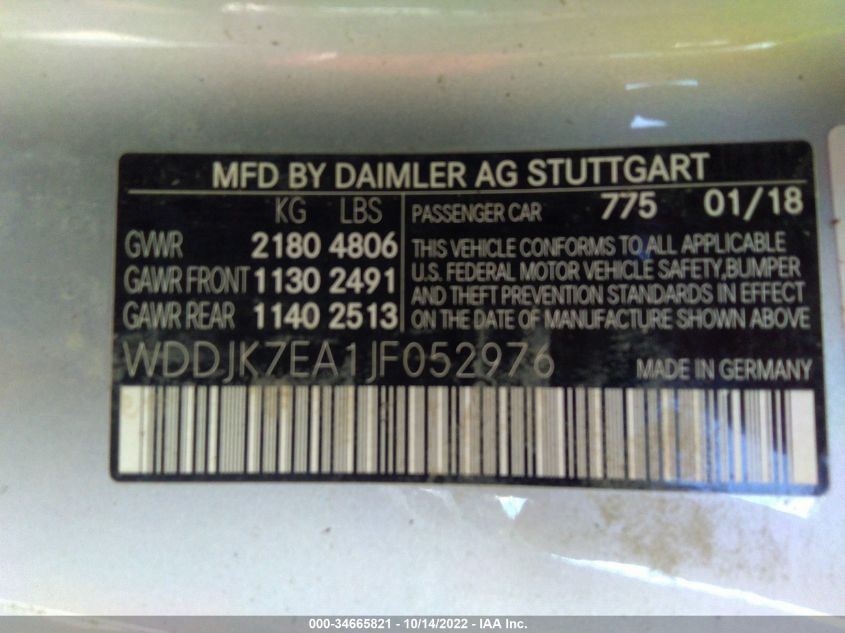 MFD BY DAIMLER AG STUTTGART
KG LBS
GVWR 2180 4806
GAWR FRONT 1130 2491
GAWR REAR 1140 2513
PASSENGER CAR 775 01/18
THIS VEHICLE CONFORMS TO ALL APPLICABLE
U.S. FEDERAL MOTOR VEHICLE SAFETY, BUMPER
AND THEFT PREVENTION STANDARDS IN EFFECT
ON THE DATE OF MANUFACTURE SHOWN ABOVE
WDDJK7EA1JF052976 MADE IN GERMANY
000-34665821 - 10/14/2022 - IAA Inc.